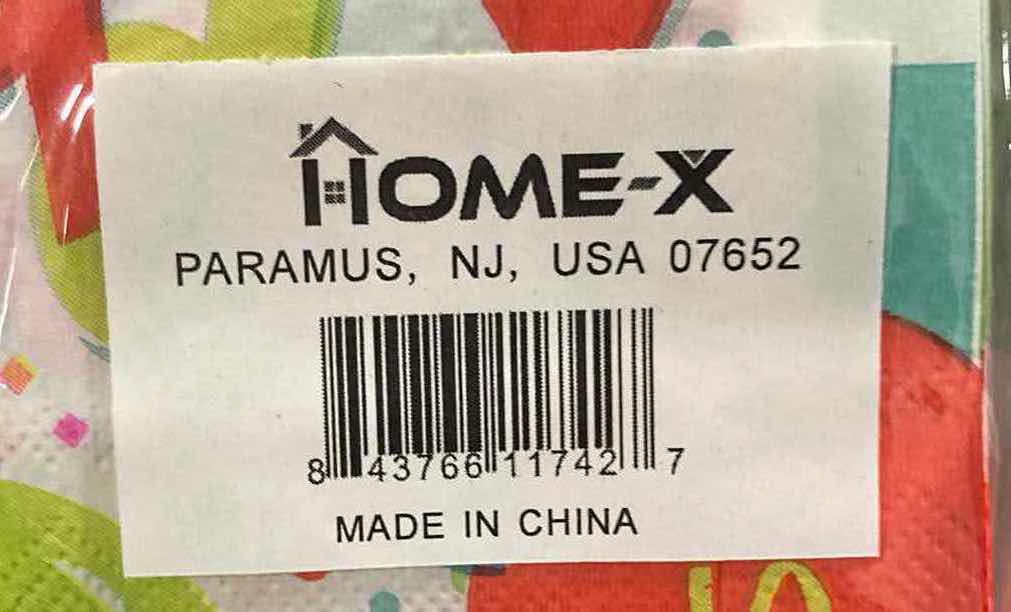 HOME-X
PARAMUS, NJ, USA 07652
8 43766 11742 7
MADE IN CHINA